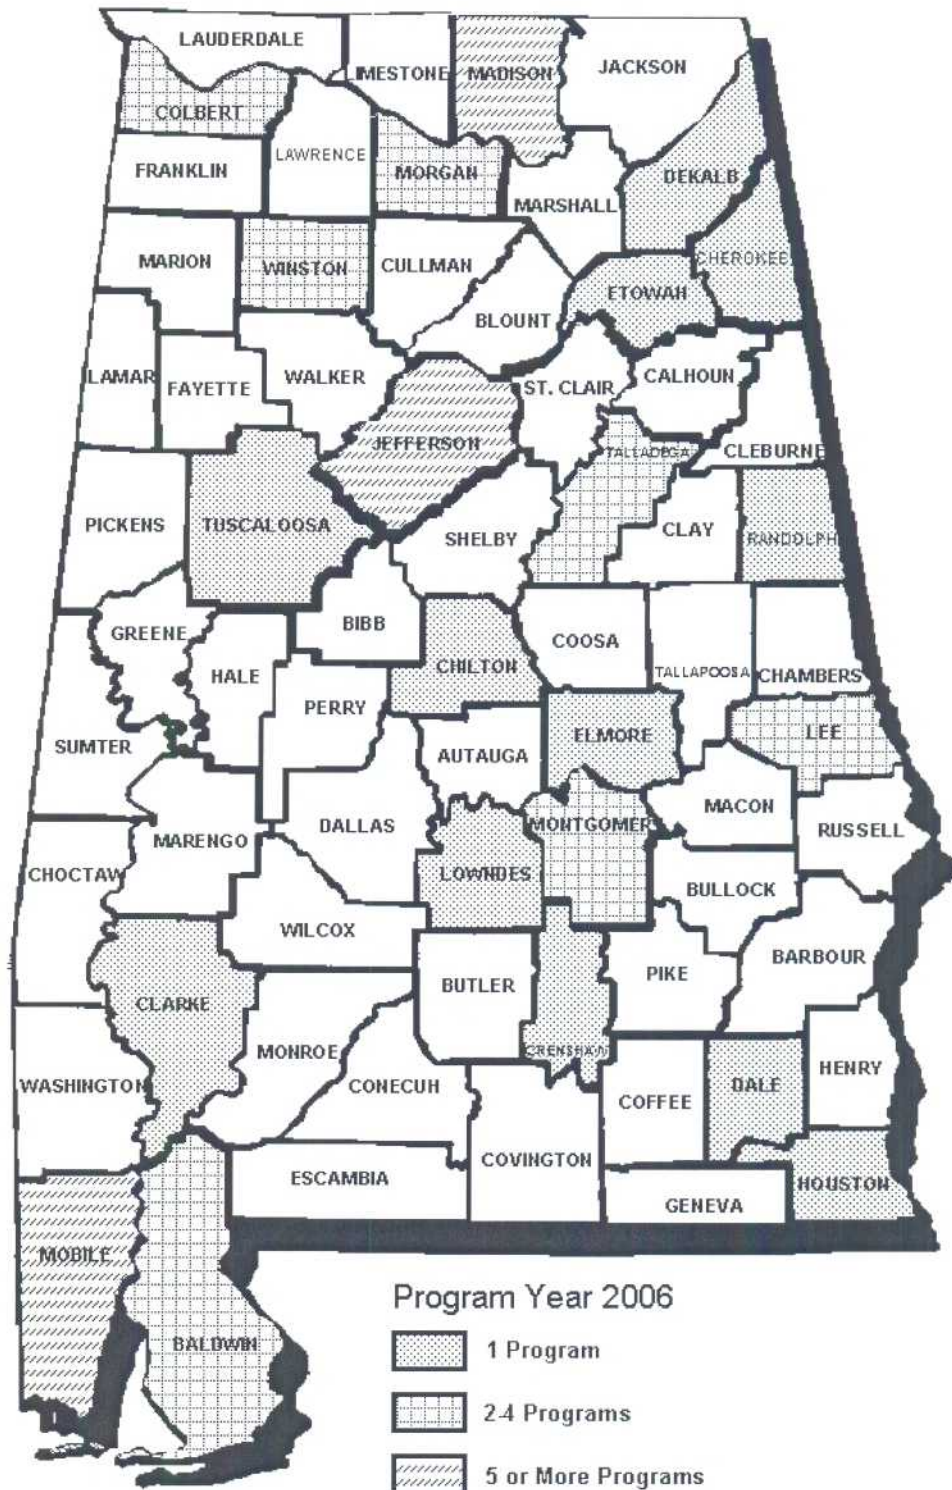 LAUDERDALE
LIMESTONE
MADISON
JACKSON
COLBERT
LAWRENCE
FRANKLIN
MORGAN
DEKALB
MARSHALL
CHEROKEE
MARION
WINSTON
CULLMAN
ETOWAH
BLOUNT
LAMAR
FAYETTE
WALKER
ST. CLAIR
CALHOUN
JEFFERSON
TALLADEGA
CLEBURNE
PICKENS
TUSCALOOSA
SHELBY
CLAY
RANDOLPH
GREENE
BIBB
COOSA
HALE
CHILTON
TALLAPOOSA
CHAMBERS
PERRY
SUMTER
AUTAUGA
ELMORE
LEE
MACON
DALLAS
MONTGOMERY
RUSSELL
MARENGO
CHOCTAW
LOWNDES
BULLOCK
WILCOX
BARBOUR
PIKE
BUTLER
CLARKE
MONROE
CRENSHAW
HENRY
WASHINGTON
CONECUH
COFFEE
DALE
COVINGTON
ESCAMBIA
HOUSTON
GENEVA
MOBILE
BALDWIN
Program Year 2006
1 Program
2-4 Programs
5 or More Programs